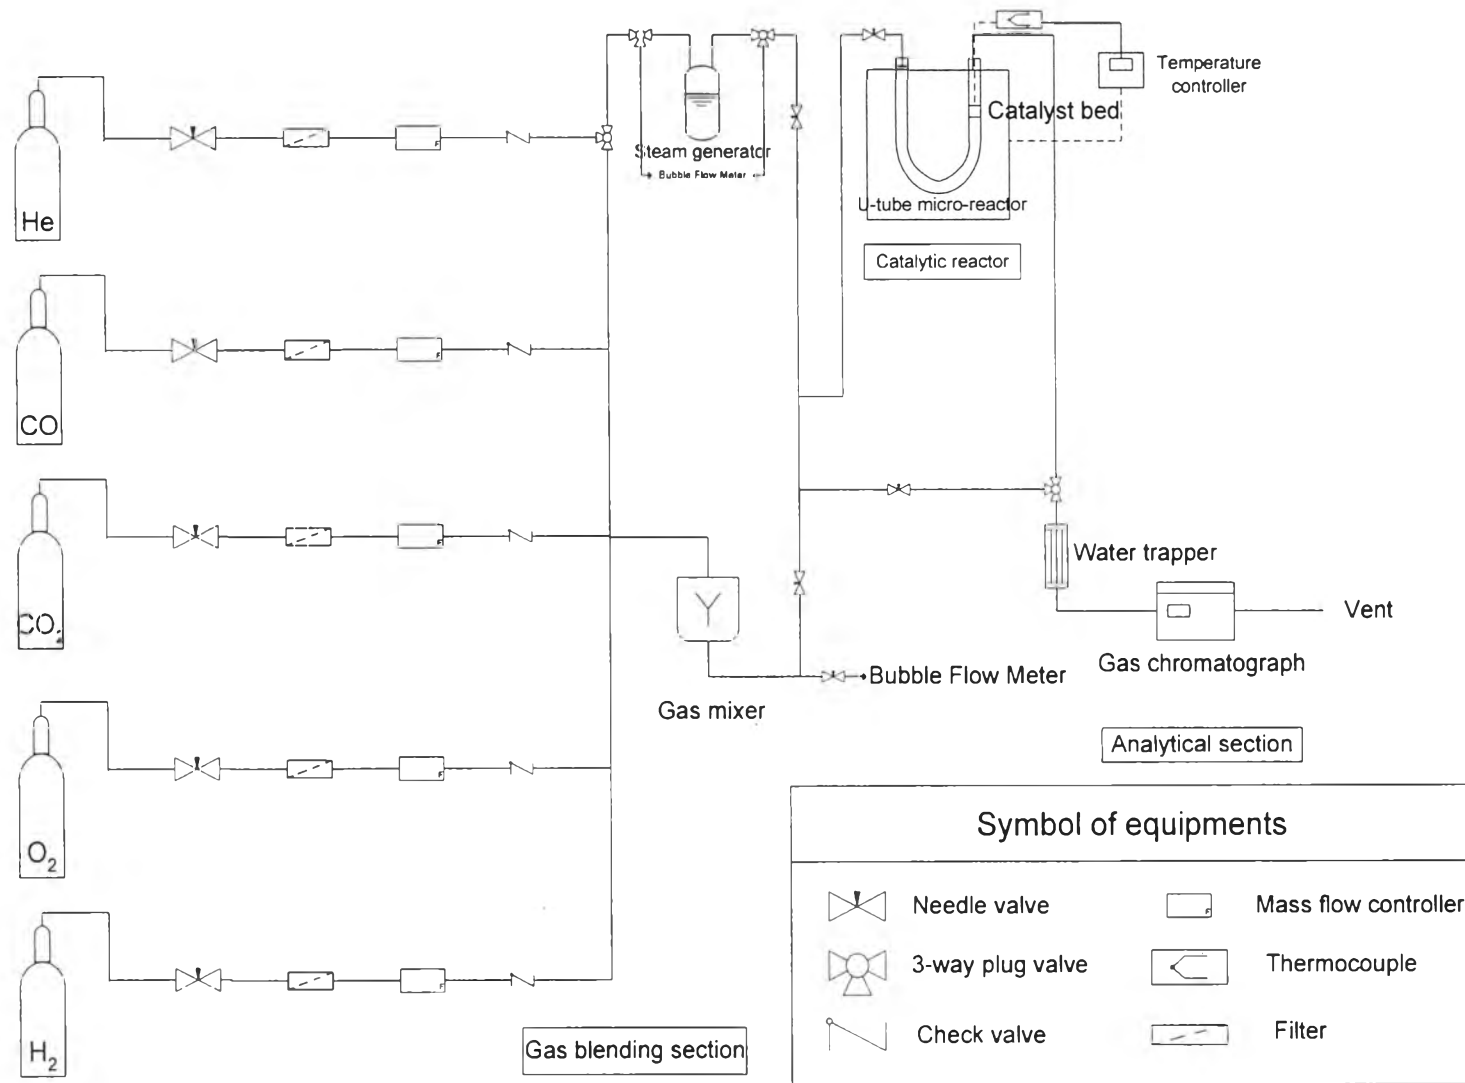 Temperature
controller
Catalyst bed
Steam generator
Bubble Flow Meter
He
U-tube micro-reactor
Catalytic reactor
F
CO
F
CO2
Water trapper
Y
Vent
Gas chromatograph
Bubble Flow Meter
Gas mixer
Analytical section
F
O2
Symbol of equipments
Needle valve
F
Mass flow controller
3-way plug valve
Thermocouple
F
Check valve
Filter
Gas blending section
H2